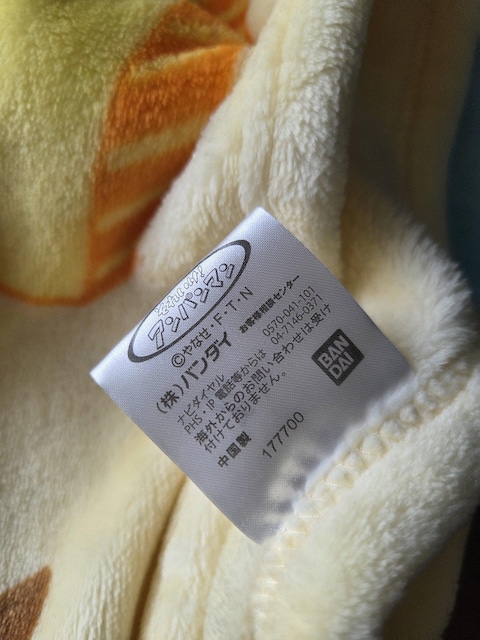 それいけ!
アンパンマン
©やなせ・F・T・N
(株)バンダイ お客様相談センター
ナビダイヤル 0570-041-101
PHS・IP 電話等からは 04-7146-0371
海外からのお問い合わせは受け
付けておりません。
中国製 177700
BAN
DAI